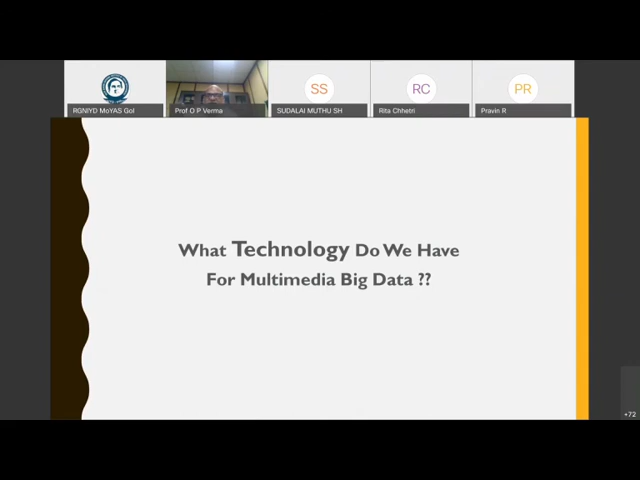 SS
RC
PR
RGNIYD MoYAS GoI
Prof O P Verma
SUDALAI MUTHU SH
Rita Chhetri
Pravin R
What Technology Do We Have
For Multimedia Big Data ??
+72